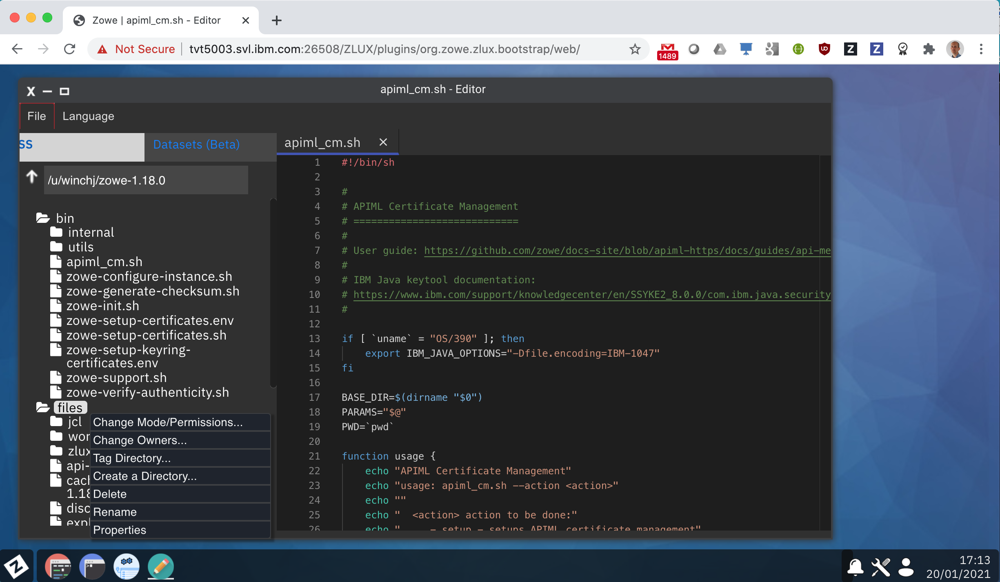 Zowe | apiml_cm.sh - Editor
Not Secure
tvt5003.svl.ibm.com:26508/ZLUX/plugins/org.zowe.zlux.bootstrap/web/
1489
apiml_cm.sh - Editor
File
Language
SS
Datasets (Beta)
/u/winchj/zowe-1.18.0
bin
internal
utils
apiml_cm.sh
zowe-configure-instance.sh
zowe-generate-checksum.sh
zowe-init.sh
zowe-setup-certificates.env
zowe-setup-certificates.sh
zowe-setup-keyring-
certificates.env
zowe-support.sh
zowe-verify-authenticity.sh
files
jcl
wor
zlux
api-
cach
1.18
disc
expl
Change Mode/Permissions...
Change Owners...
Tag Directory...
Create a Directory...
Delete
Rename
Properties
apiml_cm.sh
1 #!/bin/sh
2
3 #
4 # APIML Certificate Management
5 # ============================
6 #
7 # User guide: https://github.com/zowe/docs-site/blob/apiml-https/docs/guides/api-me
8 #
9 # IBM Java keytool documentation:
10 # https://www.ibm.com/support/knowledgecenter/en/SSYKE2_8.0.0/com.ibm.java.security
11 #
12
13 if [ `uname` = "OS/390" ]; then
14     export IBM_JAVA_OPTIONS="-Dfile.encoding=IBM-1047"
15 fi
16
17 BASE_DIR=$(dirname "$0")
18 PARAMS="$@"
19 PWD=`pwd`
20
21 function usage {
22     echo "APIML Certificate Management"
23     echo "usage: apiml_cm.sh --action <action>"
24     echo ""
25     echo "  <action> action to be done:"
26     echo "     - setup - setups APIML certificate management"
17:13
20/01/2021